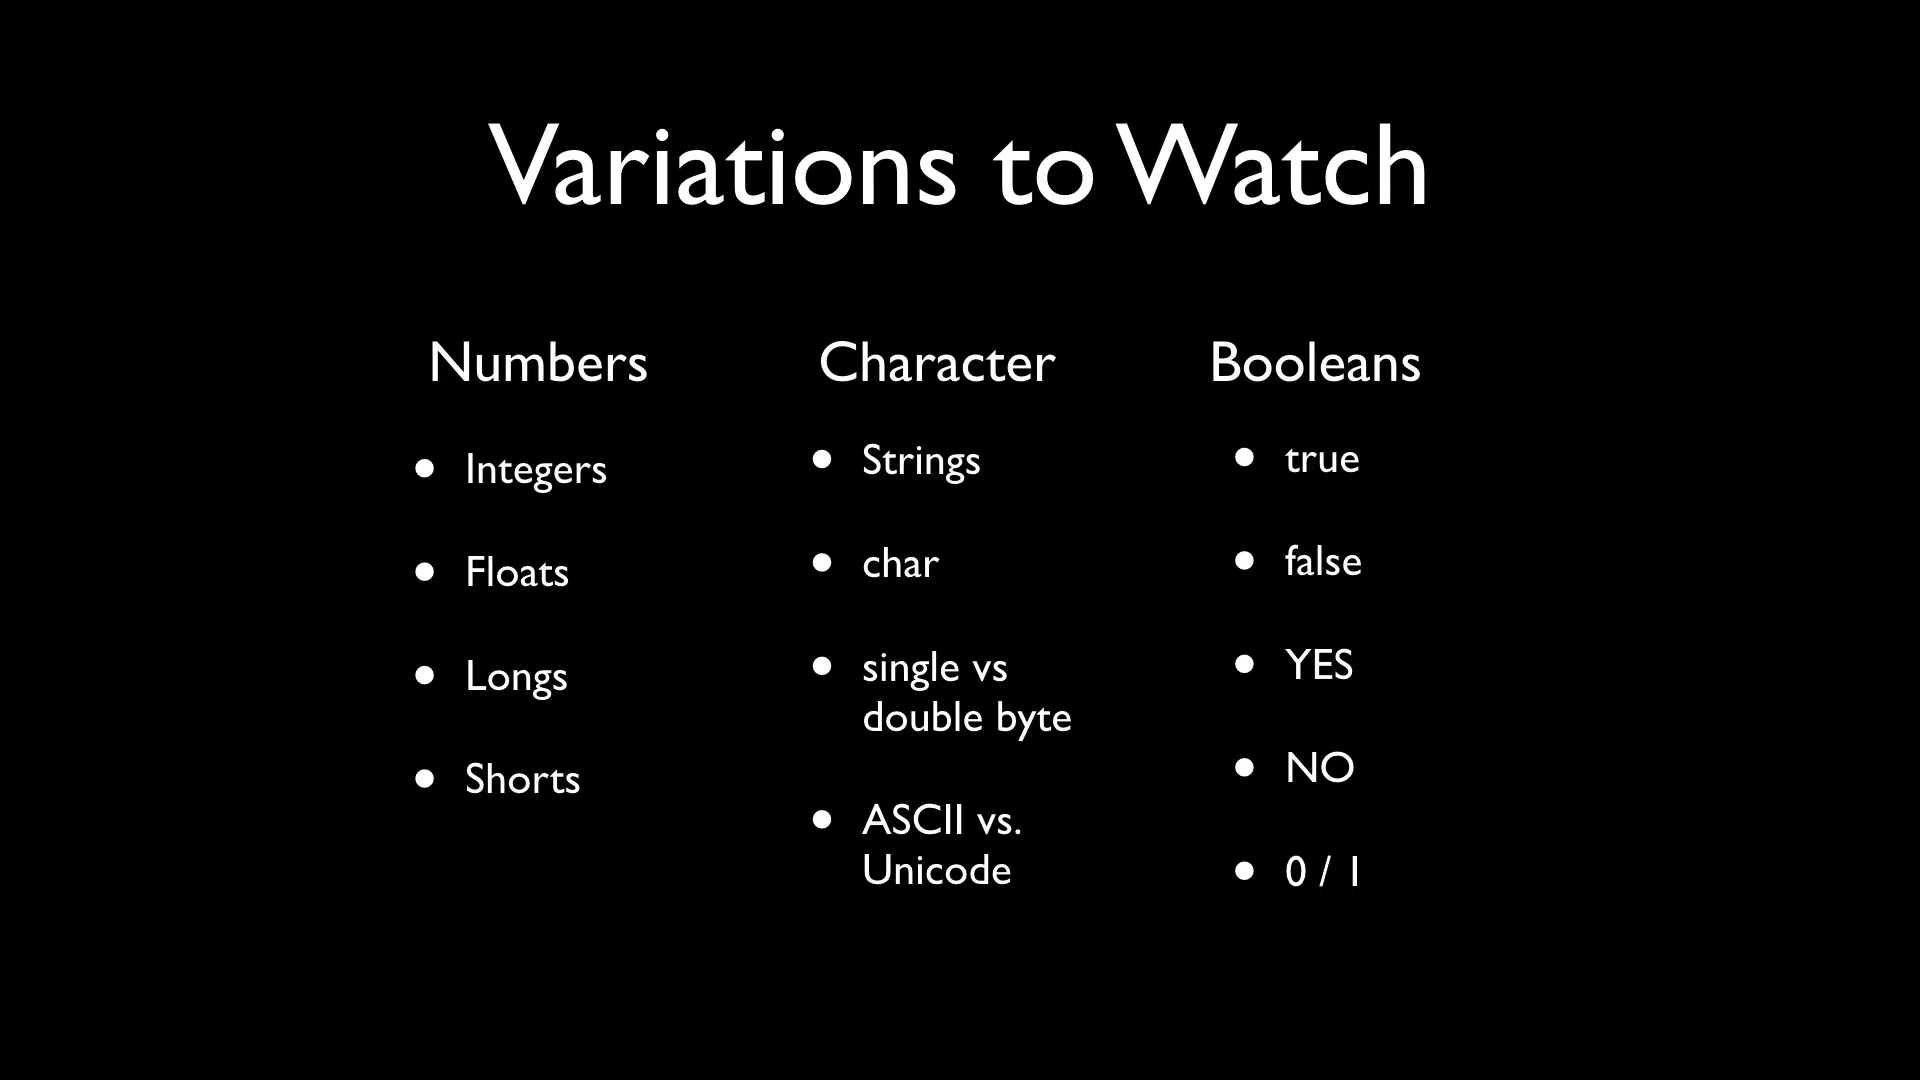 Variations to Watch
Numbers
Integers
Floats
Longs
Shorts
Character
Strings
char
single vs
double byte
ASCII vs.
Unicode
Booleans
true
false
YES
NO
0 / 1